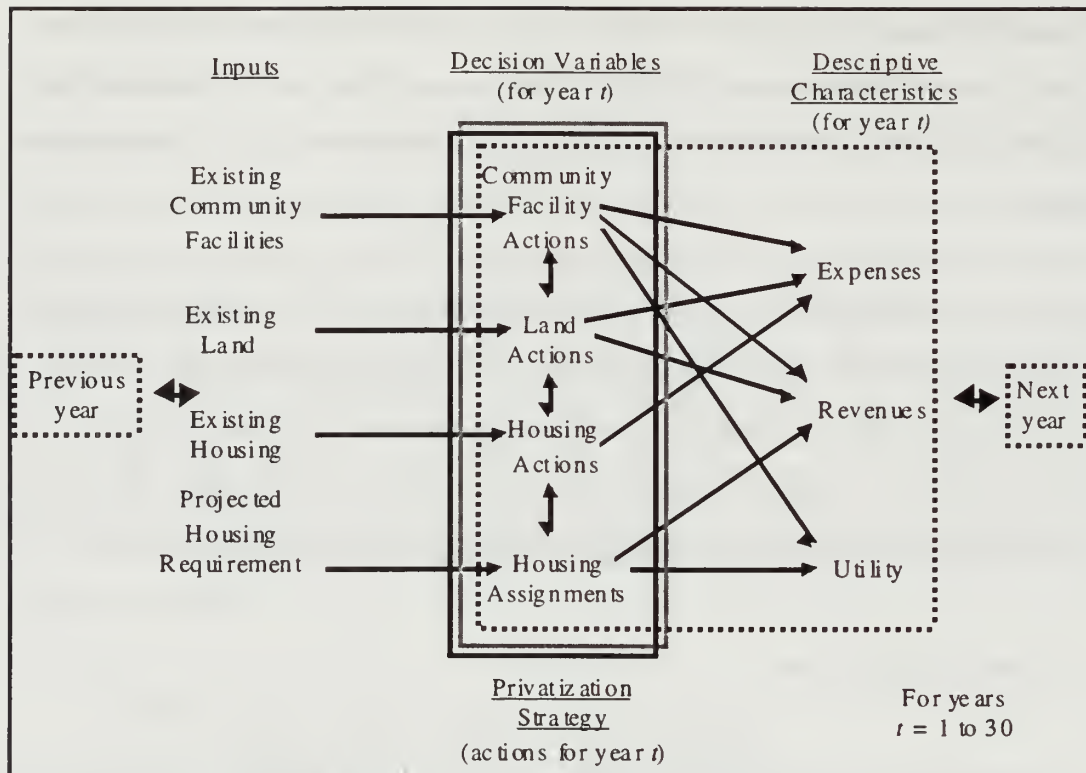 Inputs
Decision Variables
(for year t)
Descriptive
Characteristics
(for year t)
Existing
Community
Facilities
Existing
Land
Previous
year
Existing
Housing
Projected
Housing
Requirement
Community
Facility
Actions
Land
Actions
Housing
Actions
Housing
Assignments
Expenses
Revenues
Utility
Next
year
Privatization
Strategy
(actions for year t)
For years
t = 1 to 30